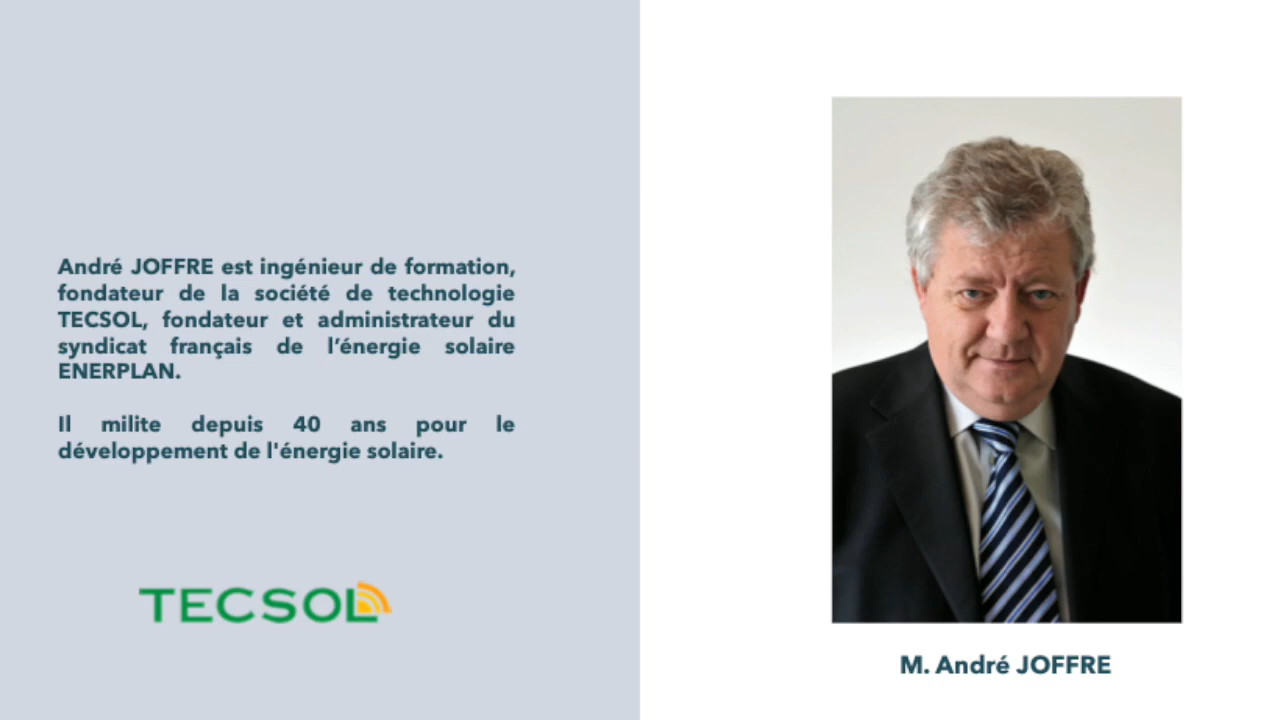 André JOFFRE est ingénieur de formation,
fondateur de la société de technologie
TECSOL, fondateur et administrateur du
syndicat français de l’énergie solaire
ENERPLAN.
Il milite depuis 40 ans pour le
développement de l'énergie solaire.
TECSOL
M. André JOFFRE